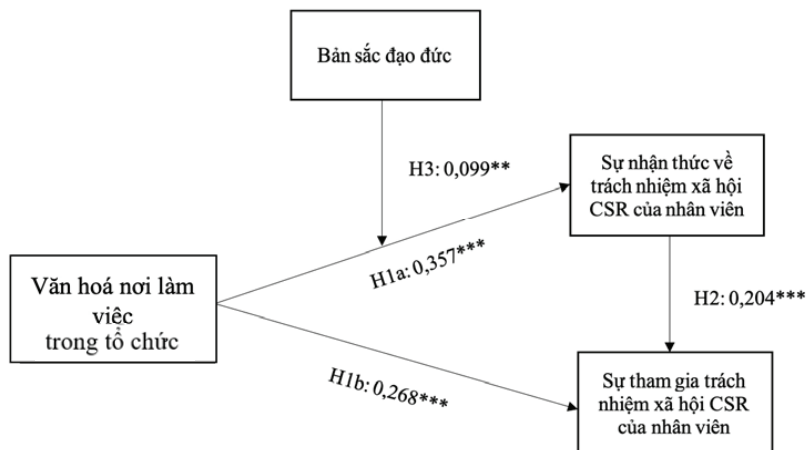 Bản sắc đạo đức
H3: 0,099**
Sự nhận thức về
trách nhiệm xã hội
CSR của nhân viên
H1a: 0,357***
Văn hoá nơi làm
việc
trong tổ chức
H2: 0,204***
H1b: 0,268***
Sự tham gia trách
nhiệm xã hội CSR
của nhân viên